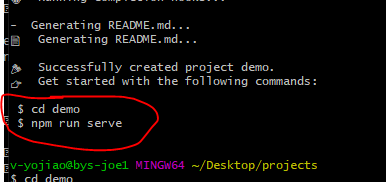 - Generating README.md...
Generating README.md...
Successfully created project demo.
Get started with the following commands:
$ cd demo
$ npm run serve
v-yojiao@bys-joe1 MINGW64 ~/Desktop/projects
$ cd demo